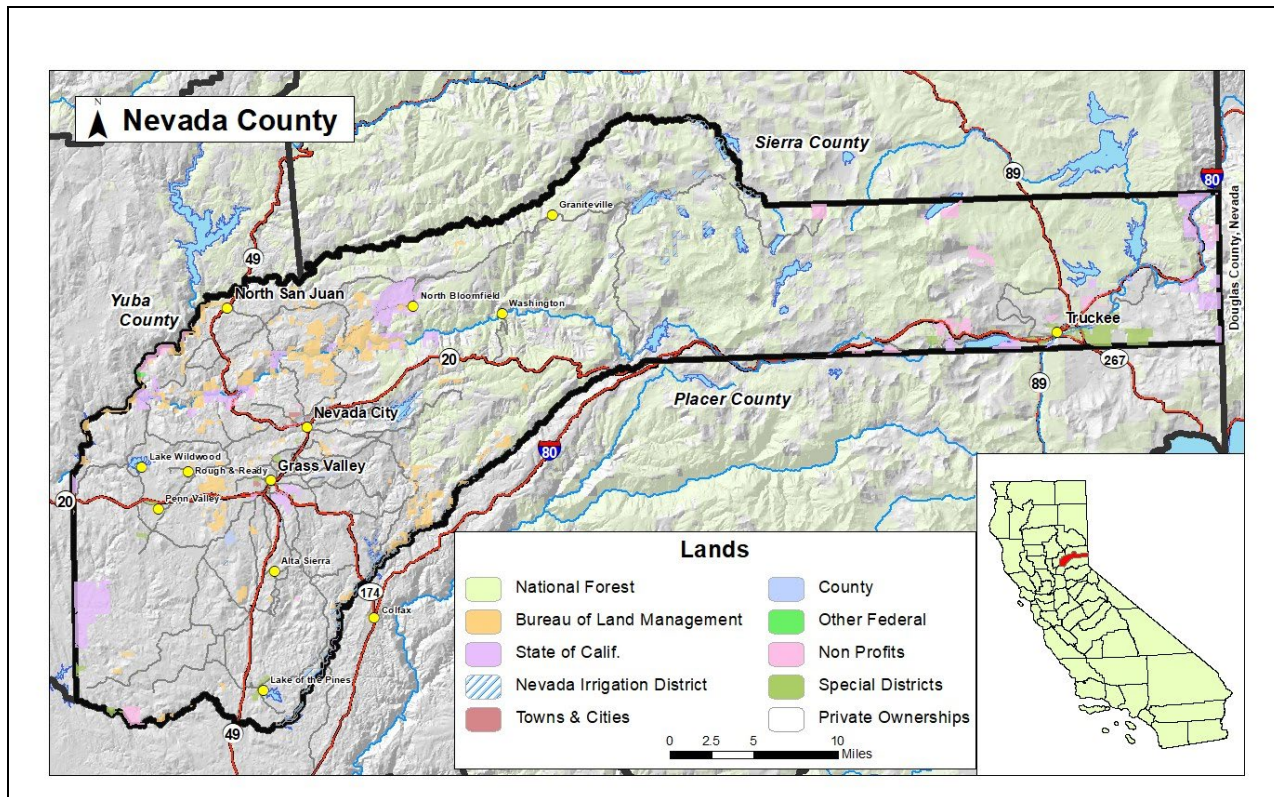 N
Nevada County
Sierra County
89
80
Douglas County, Nevada
Graniteville
49
North San Juan
Yuba
County
North Bloomfield
Washington
Truckee
20
267
89
Placer County
Nevada City
80
Lake Wildwood
Rough & Ready
Grass Valley
20
Penn Valley
Alta Sierra
174
Colfax
Lake of the Pines
49
Lands
National Forest
Bureau of Land Management
State of Calif.
Nevada Irrigation District
Towns & Cities
County
Other Federal
Non Profits
Special Districts
Private Ownerships
0 2.5 5 10
Miles